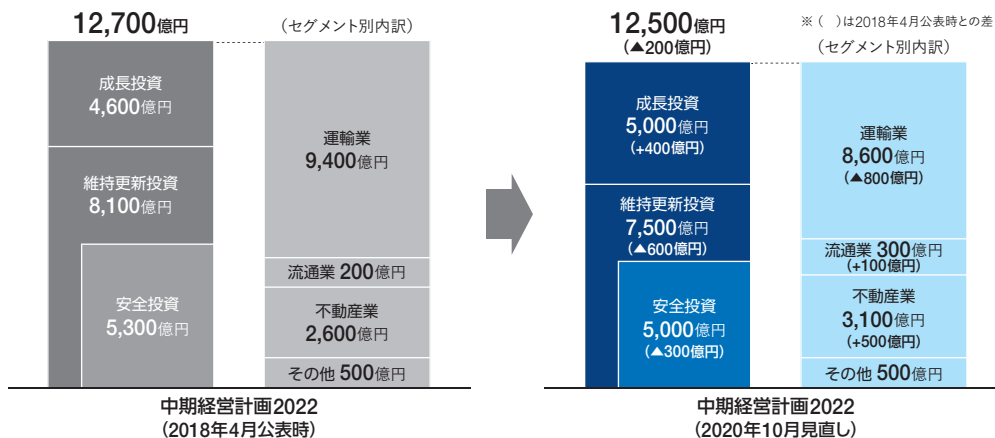 12,700億円
(セグメント別内訳)
成長投資
4,600億円
維持更新投資
8,100億円
安全投資
5,300億円
運輸業
9,400億円
流通業 200億円
不動産業
2,600億円
その他 500億円
中期経営計画2022
(2018年4月公表時)
12,500億円
(▲200億円)
※ ( )は2018年4月公表時との差
(セグメント別内訳)
成長投資
5,000億円
(+400億円)
維持更新投資
7,500億円
(▲600億円)
安全投資
5,000億円
(▲300億円)
運輸業
8,600億円
(▲800億円)
流通業 300億円
(+100億円)
不動産業
3,100億円
(+500億円)
その他 500億円
中期経営計画2022
(2020年10月見直し)